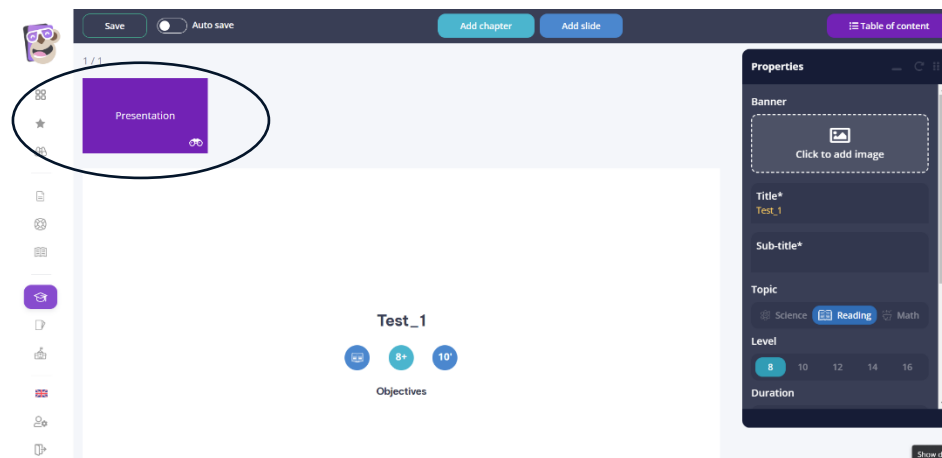 Save
Auto save
Add chapter
Add slide
Table of content
1 / 1
Presentation
Test_1
8+
10'
Objectives
Properties
Banner
Click to add image
Title*
Test_1
Sub-title*
Topic
Science Reading Math
Level
8 10 12 14 16
Duration
Show